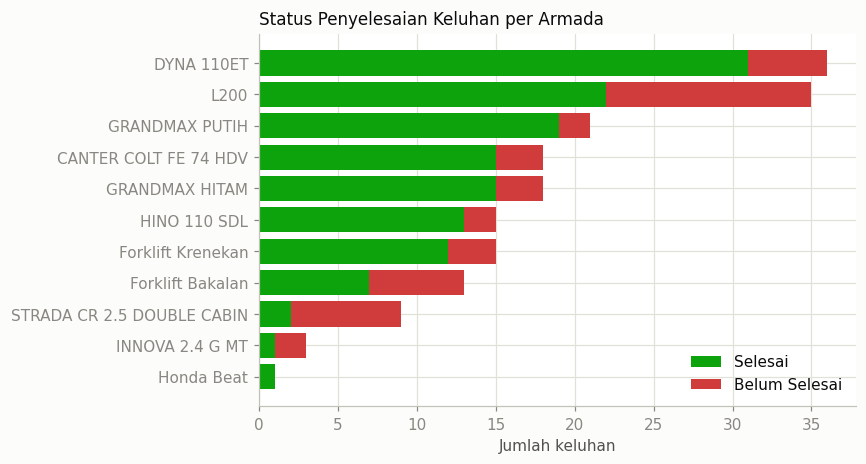 Status Penyelesaian Keluhan per Armada
DYNA 110ET
L200
GRANDMAX PUTIH
CANTER COLT FE 74 HDV
GRANDMAX HITAM
HINO 110 SDL
Forklift Krenekan
Forklift Bakalan
STRADA CR 2.5 DOUBLE CABIN
INNOVA 2.4 G MT
Honda Beat
Selesai
Belum Selesai
0 5 10 15 20 25 30 35
Jumlah keluhan